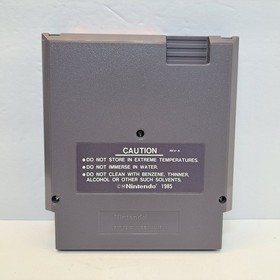 CAUTION
● DO NOT STORE IN EXTREME TEMPERATURES.
● DO NOT IMMERSE IN WATER.
● DO NOT CLEAN WITH BENZENE, THINNER,
ALCOHOL OR OTHER SUCH SOLVENTS.
©® Nintendo 1985
Nintendo